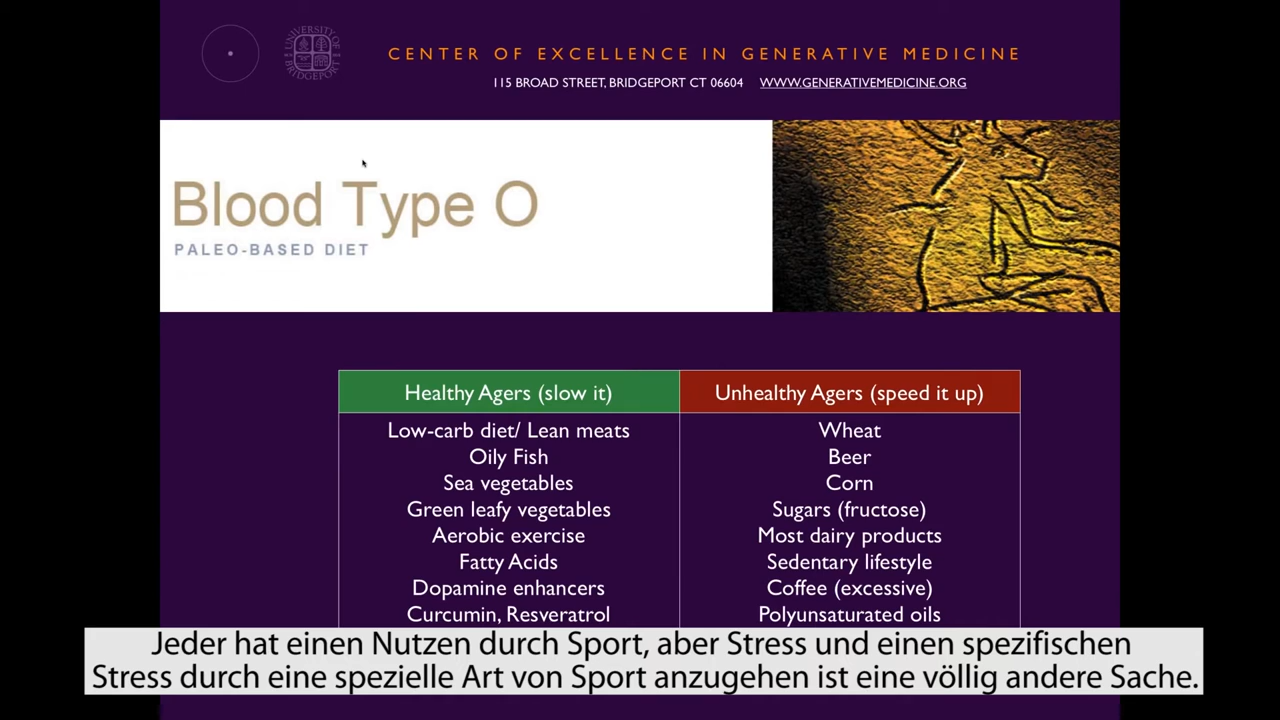 UNIVERSITY OF
BRIDGEPORT
CENTER OF EXCELLENCE IN GENERATIVE MEDICINE
115 BROAD STREET, BRIDGEPORT CT 06604 WWW.GENERATIVEMEDICINE.ORG
Blood Type O
PALEO-BASED DIET
Healthy Agers (slow it) Unhealthy Agers (speed it up)
Low-carb diet/ Lean meats Wheat
Oily Fish Beer
Sea vegetables Corn
Green leafy vegetables Sugars (fructose)
Aerobic exercise Most dairy products
Fatty Acids Sedentary lifestyle
Dopamine enhancers Coffee (excessive)
Curcumin, Resveratrol Polyunsaturated oils
Jeder hat einen Nutzen durch Sport, aber Stress und einen spezifischen
Stress durch eine spezielle Art von Sport anzugehen ist eine völlig andere Sache.